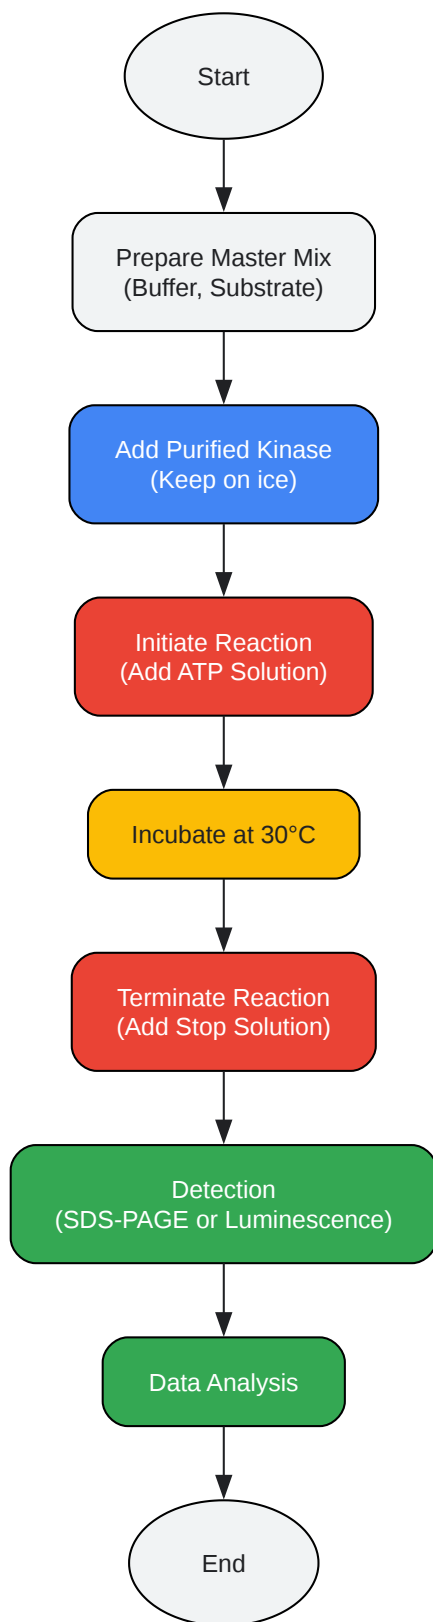 Start
Prepare Master Mix
(Buffer, Substrate)
Add Purified Kinase
(Keep on ice)
Initiate Reaction
(Add ATP Solution)
Incubate at 30°C
Terminate Reaction
(Add Stop Solution)
Detection
(SDS-PAGE or Luminescence)
Data Analysis
End